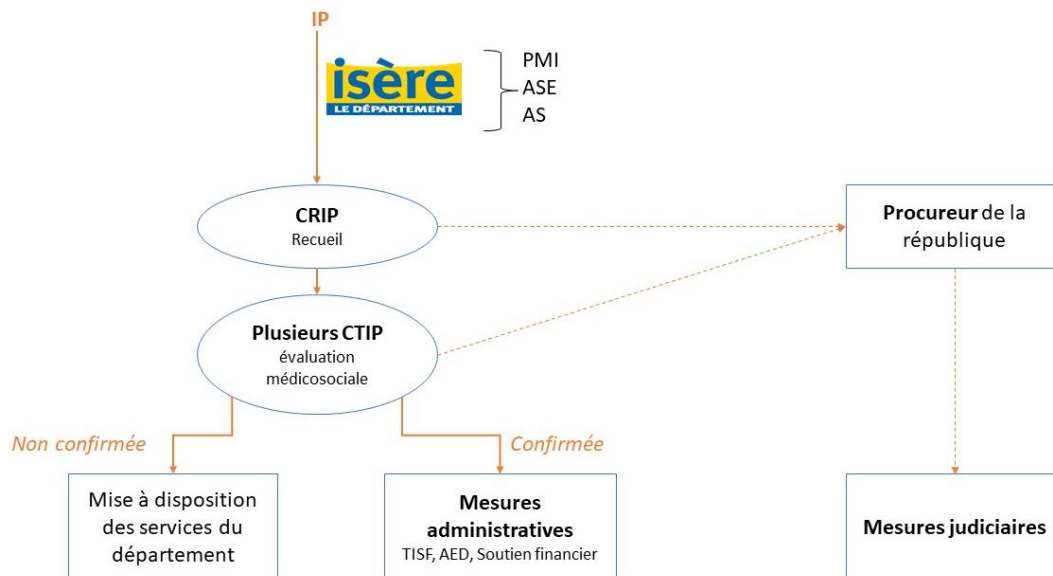 IP
isère
LE DÉPARTEMENT
PMI
ASE
AS
CRIP
Recueil
Procureur de la
république
Plusieurs CTIP
évaluation
médicosociale
Non confirmée
Confirmée
Mise à disposition
des services du
département
Mesures
administratives
TISF, AED, Soutien financier
Mesures judiciaires